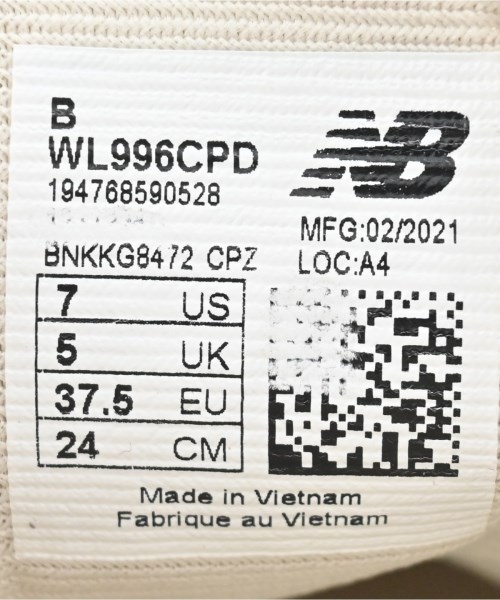 B
WL996CPD
194768590528
BNKKG8472 CPZ
NB
MFG:02/2021
LOC:A4
7 US
5 UK
37.5 EU
24 CM
Made in Vietnam
Fabrique au Vietnam